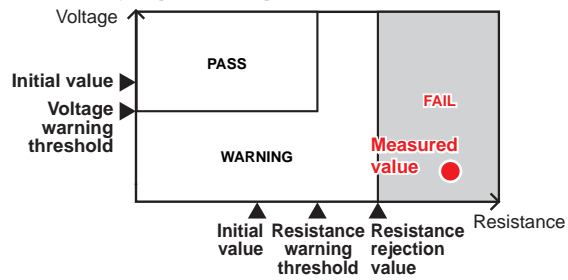 Voltage
PASS
Initial value
Voltage
warning
threshold
FAIL
Measured
value
WARNING
Resistance
Initial
value
Resistance
warning
threshold
Resistance
rejection
value